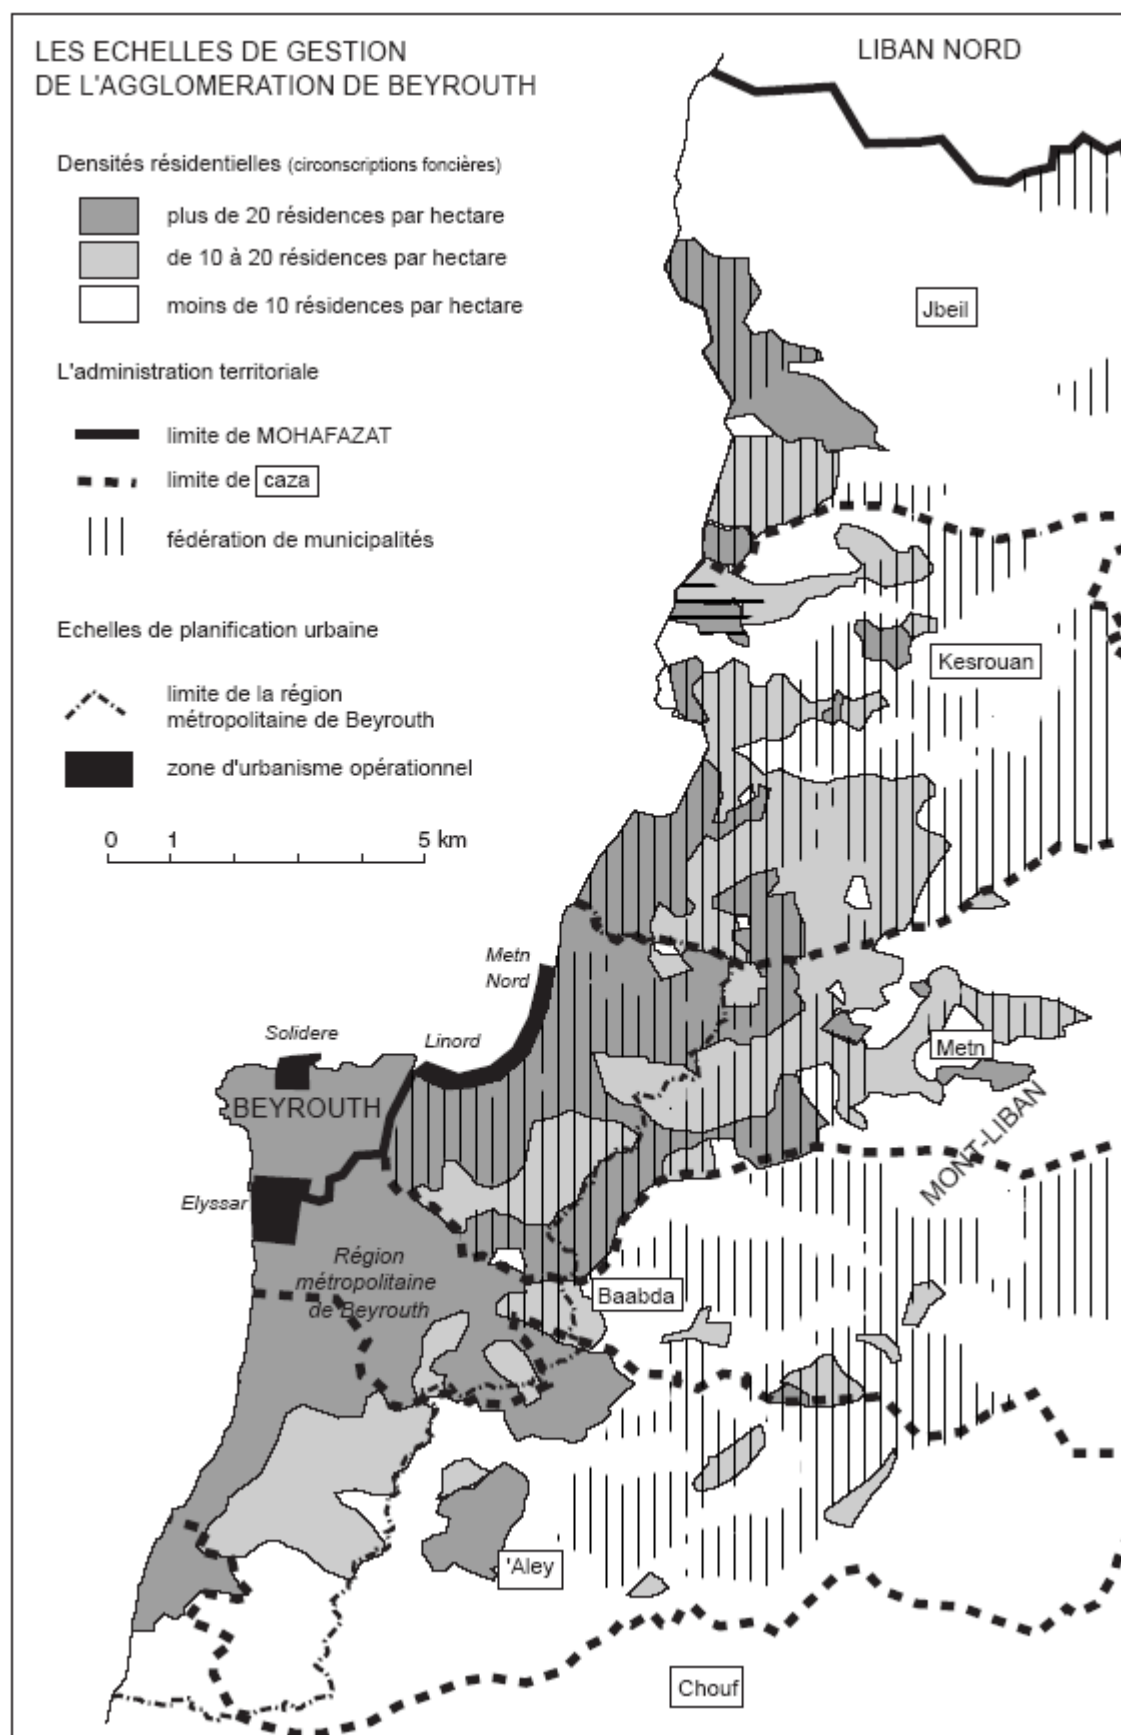 LES ECHELLES DE GESTION
DE L'AGGLOMERATION DE BEYROUTH
LIBAN NORD
Densités résidentielles (circonscriptions foncières)
plus de 20 résidences par hectare
de 10 à 20 résidences par hectare
moins de 10 résidences par hectare
L'administration territoriale
limite de MOHAFAZAT
limite de caza
fédération de municipalités
Echelles de planification urbaine
limite de la région
métropolitaine de Beyrouth
zone d'urbanisme opérationnel
0 1 5 km
Jbeil
Kesrouan
Metn
Nord
Solidere
Linord
Metn
BEYROUTH
MONT-LIBAN
Elyssar
Région
métropolitaine
de Beyrouth
Baabda
'Aley
Chouf